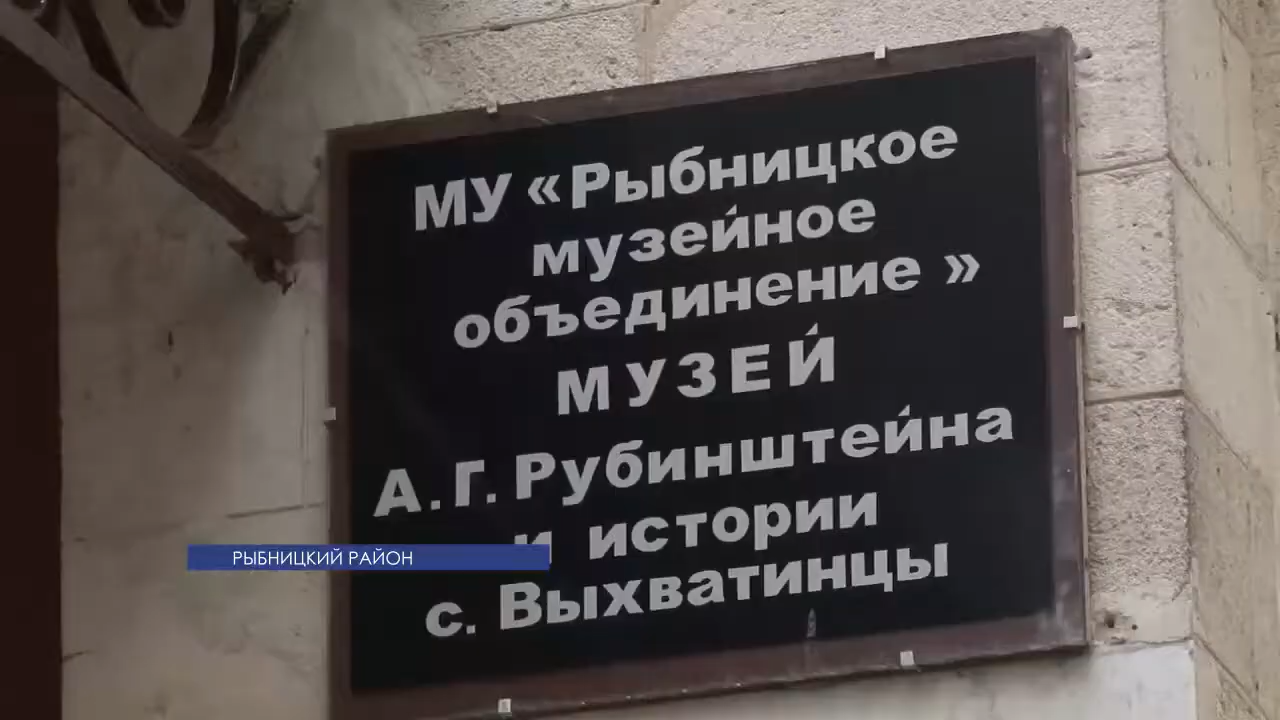 МУ «Рыбницкое
музейное
объединение »
МУЗЕЙ
А.Г. Рубинштейна
и истории
с. Выхватинцы
РЫБНИЦКИЙ РАЙОН